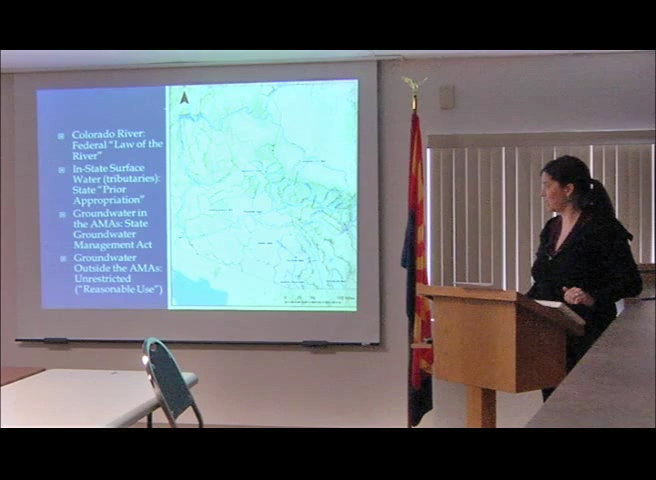 Colorado River:
Federal "Law of the
River"
In-State Surface
Water (tributaries):
State "Prior
Appropriation"
Groundwater in
the AMAs: State
Groundwater
Management Act
Groundwater
Outside the AMAs:
Unrestricted
("Reasonable Use")